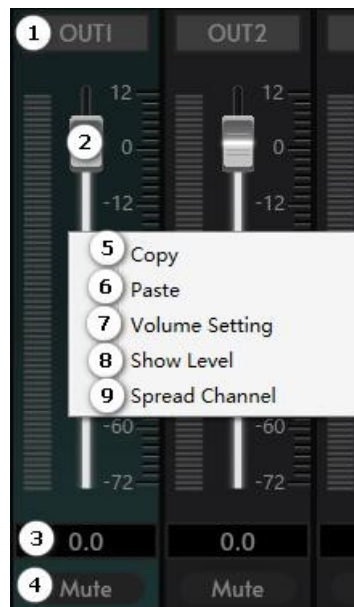 1 OUT1 OUT2
12 12
2 0 0
-12 -12
5 Copy
6 Paste
7 Volume Setting
8 Show Level
9 Spread Channel
-60 -60
-72 -72
3 0.0 0.0
4 Mute Mute